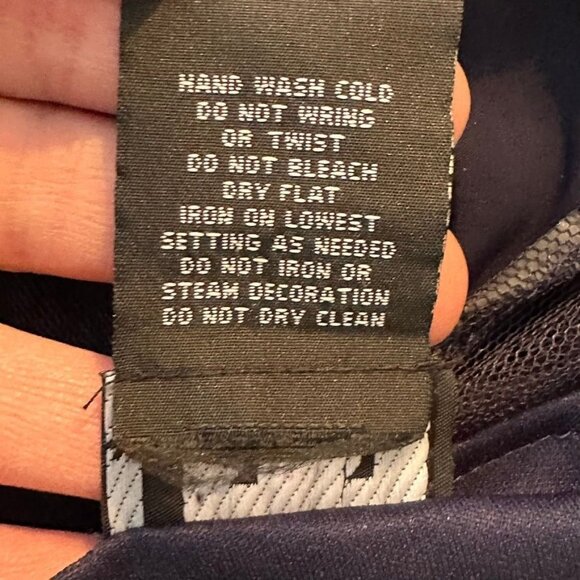 HAND WASH COLD
DO NOT WRING
OR TWIST
DO NOT BLEACH
DRY FLAT
IRON ON LOWEST
SETTING AS NEEDED
DO NOT IRON OR
STEAM DECORATION
DO NOT DRY CLEAN